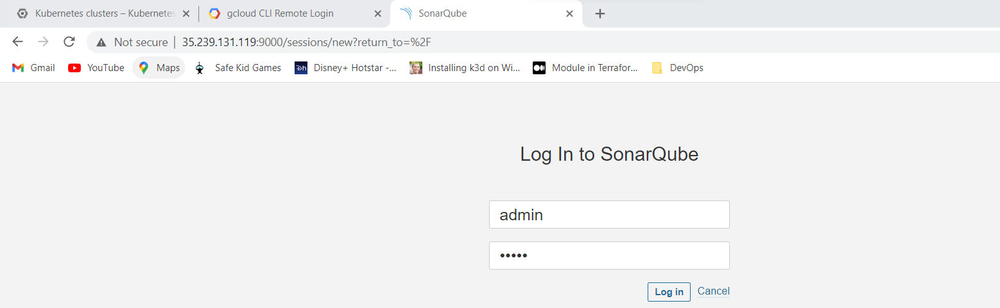 Kubernetes clusters – Kubernetes gcloud CLI Remote Login SonarQube
Not secure 35.239.131.119:9000/sessions/new?return_to=%2F
Gmail YouTube Maps Safe Kid Games Dh Disney+ Hotstar -... Installing k3d on Wi... Module in Terrafor... DevOps
Log In to SonarQube
admin
•••••
Log in Cancel